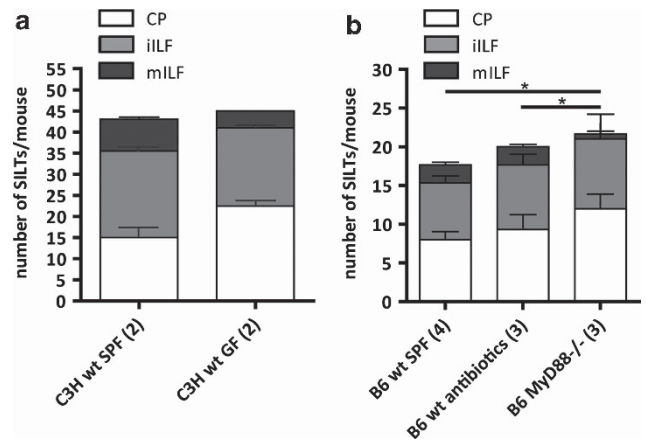 a
CP
iILF
mILF
number of SILTs/mouse
55
50
45
40
35
30
25
20
15
10
5
0
C3H wt SPF (2)
C3H wt GF (2)
b
CP
iILF
mILF
number of SILTs/mouse
30
25
20
15
10
5
0
*
*
B6 wt SPF (4)
B6 wt antibiotics (3)
B6 MyD88-/- (3)